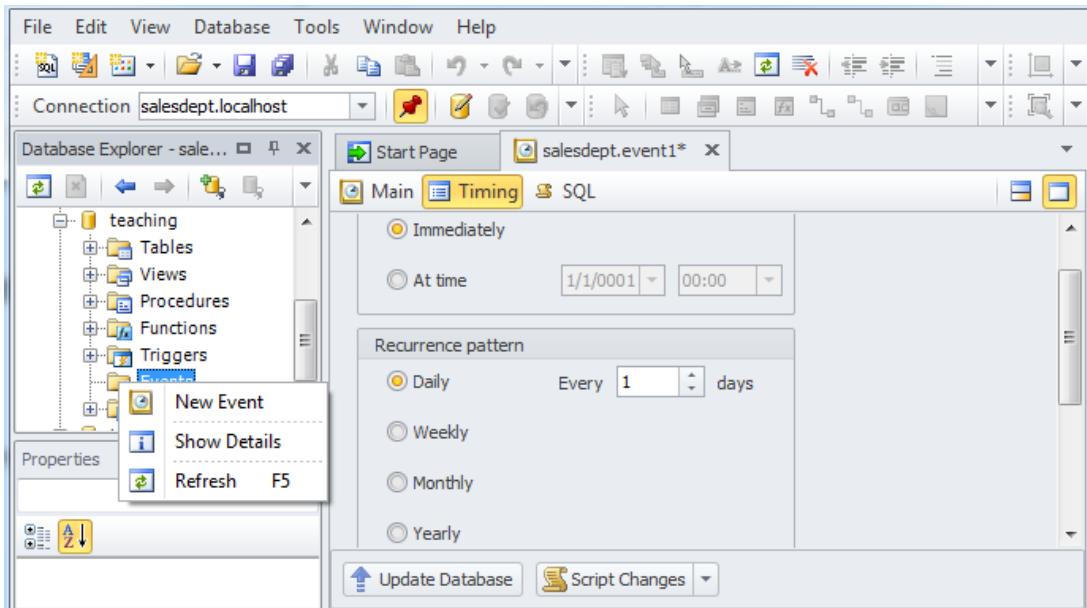 File Edit View Database Tools Window Help
SQL
Connection salesdept.localhost
Database Explorer - sale...
teaching
Tables
Views
Procedures
Functions
Triggers
Events
New Event
Show Details
Refresh F5
Properties
Start Page salesdept.event1*
Main Timing SQL
Immediately
At time 1/1/0001 00:00
Recurrence pattern
Daily Every 1 days
Weekly
Monthly
Yearly
Update Database Script Changes